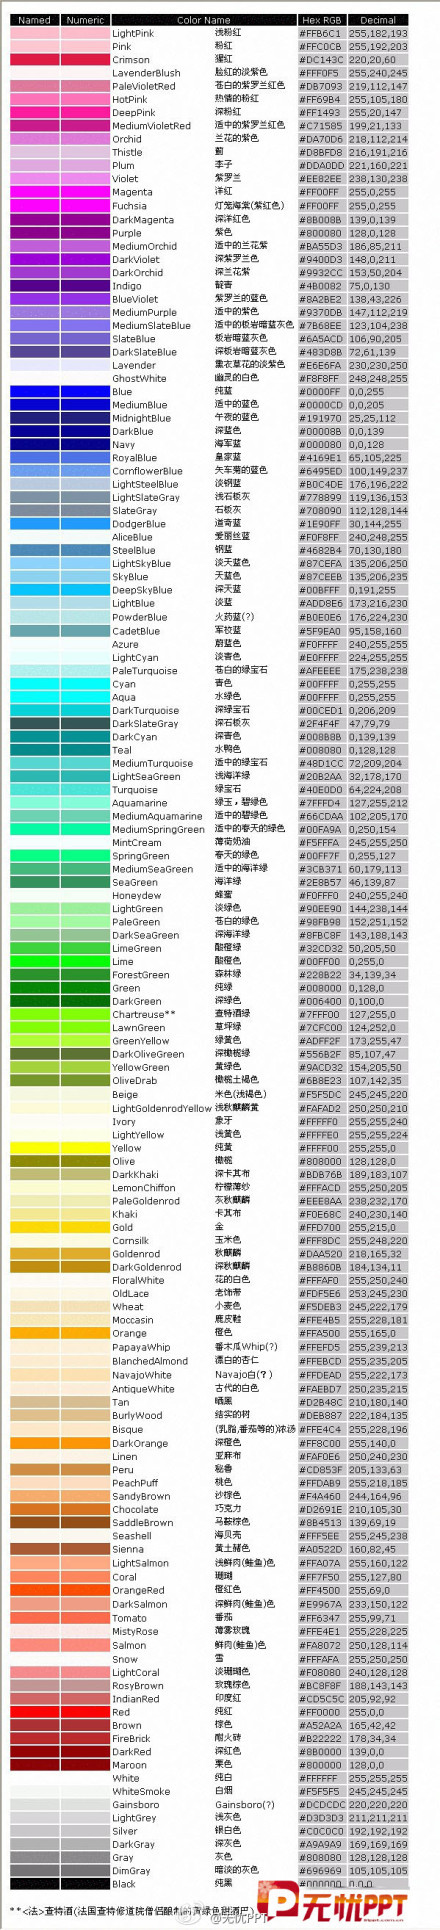 Named Numeric Color Name Hex RGB Decimal
LightPink 浅粉红 #FFB6C1 255,182,193
Pink 粉红 #FFC0CB 255,192,203
Crimson 猩红 #DC143C 220,20,60
LavenderBlush 脸红的淡紫色 #FFF0F5 255,240,245
PaleVioletRed 苍白的紫罗兰红色 #DB7093 219,112,147
HotPink 热情的粉红 #FF69B4 255,105,180
DeepPink 深粉红 #FF1493 255,20,147
MediumVioletRed 适中的紫罗兰红色 #C71585 199,21,133
Orchid 兰花的紫色 #DA70D6 218,112,214
Thistle 蓟 #D8BFD8 216,191,216
Plum 李子 #DDA0DD 221,160,221
Violet 紫罗兰 #EE82EE 238,130,238
Magenta 洋红 #FF00FF 255,0,255
Fuchsia 灯笼海棠(紫红色) #FF00FF 255,0,255
DarkMagenta 深洋红色 #8B008B 139,0,139
Purple 紫色 #800080 128,0,128
MediumOrchid 适中的兰花紫 #BA55D3 186,85,211
DarkViolet 深紫罗兰色 #9400D3 148,0,211
DarkOrchid 深兰花紫 #9932CC 153,50,204
Indigo 靛青 #4B0082 75,0,130
BlueViolet 紫罗兰的蓝色 #8A2BE2 138,43,226
MediumPurple 适中的紫色 #9370DB 147,112,219
MediumSlateBlue 适中的板岩暗蓝灰色 #7B68EE 123,104,238
SlateBlue 板岩暗蓝灰色 #6A5ACD 106,90,205
DarkSlateBlue 深板岩暗蓝灰色 #483D8B 72,61,139
Lavender 熏衣草花的淡紫色 #E6E6FA 230,230,250
GhostWhite 幽灵的白色 #F8F8FF 248,248,255
Blue 纯蓝 #0000FF 0,0,255
MediumBlue 适中的蓝色 #0000CD 0,0,205
MidnightBlue 午夜的蓝色 #191970 25,25,112
DarkBlue 深蓝色 #00008B 0,0,139
Navy 海军蓝 #000080 0,0,128
RoyalBlue 皇家蓝 #4169E1 65,105,225
CornflowerBlue 矢车菊的蓝色 #6495ED 100,149,237
LightSteelBlue 淡钢蓝 #B0C4DE 176,196,222
LightSlateGray 浅石板灰 #778899 119,136,153
SlateGray 石板灰 #708090 112,128,144
DodgerBlue 道奇蓝 #1E90FF 30,144,255
AliceBlue 爱丽丝蓝 #F0F8FF 240,248,255
SteelBlue 钢蓝 #4682B4 70,130,180
LightSkyBlue 淡天蓝色 #87CEFA 135,206,250
SkyBlue 天蓝色 #87CEEB 135,206,235
DeepSkyBlue 深天蓝 #00BFFF 0,191,255
LightBlue 淡蓝 #ADD8E6 173,216,230
PowderBlue 火药蓝(?) #B0E0E6 176,224,230
CadetBlue 军校蓝 #5F9EA0 95,158,160
Azure 蔚蓝色 #F0FFFF 240,255,255
LightCyan 淡青色 #E0FFFF 224,255,255
PaleTurquoise 苍白的绿宝石 #AFEEEE 175,238,238
Cyan 青色 #00FFFF 0,255,255
Aqua 水绿色 #00FFFF 0,255,255
DarkTurquoise 深绿宝石 #00CED1 0,206,209
DarkSlateGray 深石板灰 #2F4F4F 47,79,79
DarkCyan 深青色 #008B8B 0,139,139
Teal 水鸭色 #008080 0,128,128
MediumTurquoise 适中的绿宝石 #48D1CC 72,209,204
LightSeaGreen 浅海洋绿 #20B2AA 32,178,170
Turquoise 绿宝石 #40E0D0 64,224,208
Aquamarine 绿玉,碧绿色 #7FFFD4 127,255,212
MediumAquamarine 适中的碧绿色 #66CDAA 102,205,170
MediumSpringGreen 适中的春天的绿色 #00FA9A 0,250,154
MintCream 薄荷奶油 #F5FFFA 245,255,250
SpringGreen 春天的绿色 #00FF7F 0,255,127
MediumSeaGreen 适中的海洋绿 #3CB371 60,179,113
SeaGreen 海洋绿 #2E8B57 46,139,87
Honeydew 蜂蜜 #F0FFF0 240,255,240
LightGreen 淡绿色 #90EE90 144,238,144
PaleGreen 苍白的绿色 #98FB98 152,251,152
DarkSeaGreen 深海洋绿 #8FBC8F 143,188,143
LimeGreen 酸橙绿 #32CD32 50,205,50
Lime 酸橙色 #00FF00 0,255,0
ForestGreen 森林绿 #228B22 34,139,34
Green 纯绿 #008000 0,128,0
DarkGreen 深绿色 #006400 0,100,0
Chartreuse** 查特酒绿 #7FFF00 127,255,0
LawnGreen 草坪绿 #7CFC00 124,252,0
GreenYellow 绿黄色 #ADFF2F 173,255,47
DarkOliveGreen 深橄榄绿 #556B2F 85,107,47
YellowGreen 黄绿色 #9ACD32 154,205,50
OliveDrab 橄榄土褐色 #6B8E23 107,142,35
Beige 米色(浅褐色) #F5F5DC 245,245,220
LightGoldenrodYellow 浅秋麒麟黄 #FAFAD2 250,250,210
Ivory 象牙 #FFFFF0 255,255,240
LightYellow 浅黄色 #FFFFE0 255,255,224
Yellow 纯黄 #FFFF00 255,255,0
Olive 橄榄 #808000 128,128,0
DarkKhaki 深卡其布 #BDB76B 189,183,107
LemonChiffon 柠檬薄纱 #FFFACD 255,250,205
PaleGoldenrod 灰秋麒麟 #EEE8AA 238,232,170
Khaki 卡其布 #F0E68C 240,230,140
Gold 金 #FFD700 255,215,0
Cornsilk 玉米色 #FFF8DC 255,248,220
Goldenrod 秋麒麟 #DAA520 218,165,32
DarkGoldenrod 深秋麒麟 #B8860B 184,134,11
FloralWhite 花的白色 #FFFAF0 255,250,240
OldLace 老饰带 #FDF5E6 253,245,230
Wheat 小麦色 #F5DEB3 245,222,179
Moccasin 鹿皮鞋 #FFE4B5 255,228,181
Orange 橙色 #FFA500 255,165,0
PapayaWhip 番木瓜Whip(?) #FFEFD5 255,239,213
BlanchedAlmond 漂白的杏仁 #FFEBCD 255,235,205
NavajoWhite Navajo白(?) #FFDEAD 255,222,173
AntiqueWhite 古代的白色 #FAEBD7 250,235,215
Tan 晒黑 #D2B48C 210,180,140
BurlyWood 结实的树 #DEB887 222,184,135
Bisque (乳脂,番茄等的)浓汤 #FFE4C4 255,228,196
DarkOrange 深橙色 #FF8C00 255,140,0
Linen 亚麻布 #FAF0E6 250,240,230
Peru 秘鲁 #CD853F 205,133,63
PeachPuff 桃色 #FFDAB9 255,218,185
SandyBrown 沙棕色 #F4A460 244,164,96
Chocolate 巧克力 #D2691E 210,105,30
SaddleBrown 马鞍棕色 #8B4513 139,69,19
Seashell 海贝壳 #FFF5EE 255,245,238
Sienna 黄土赭色 #A0522D 160,82,45
LightSalmon 浅鲜肉(鲑鱼)色 #FFA07A 255,160,122
Coral 珊瑚 #FF7F50 255,127,80
OrangeRed 橙红色 #FF4500 255,69,0
DarkSalmon 深鲜肉(鲑鱼)色 #E9967A 233,150,122
Tomato 番茄 #FF6347 255,99,71
MistyRose 薄雾玫瑰 #FFE4E1 255,228,225
Salmon 鲜肉(鲑鱼)色 #FA8072 250,128,114
Snow 雪 #FFFAFA 255,250,250
LightCoral 淡珊瑚色 #F08080 240,128,128
RosyBrown 玫瑰棕色 #BC8F8F 188,143,143
IndianRed 印度红 #CD5C5C 205,92,92
Red 纯红 #FF0000 255,0,0
Brown 棕色 #A52A2A 165,42,42
FireBrick 耐火砖 #B22222 178,34,34
DarkRed 深红色 #8B0000 139,0,0
Maroon 栗色 #800000 128,0,0
White 纯白 #FFFFFF 255,255,255
WhiteSmoke 白烟 #F5F5F5 245,245,245
Gainsboro Gainsboro(?) #DCDCDC 220,220,220
LightGrey 浅灰色 #D3D3D3 211,211,211
Silver 银白色 #C0C0C0 192,192,192
DarkGray 深灰色 #A9A9A9 169,169,169
Gray 灰色 #808080 128,128,128
DimGray 暗淡的灰色 #696969 105,105,105
Black 纯黑 #000000 0,0,0
**<法>查特酒(法国查特修道院僧侣酿制的黄绿色甜酒巴)
@无忧PPT
无忧PPT